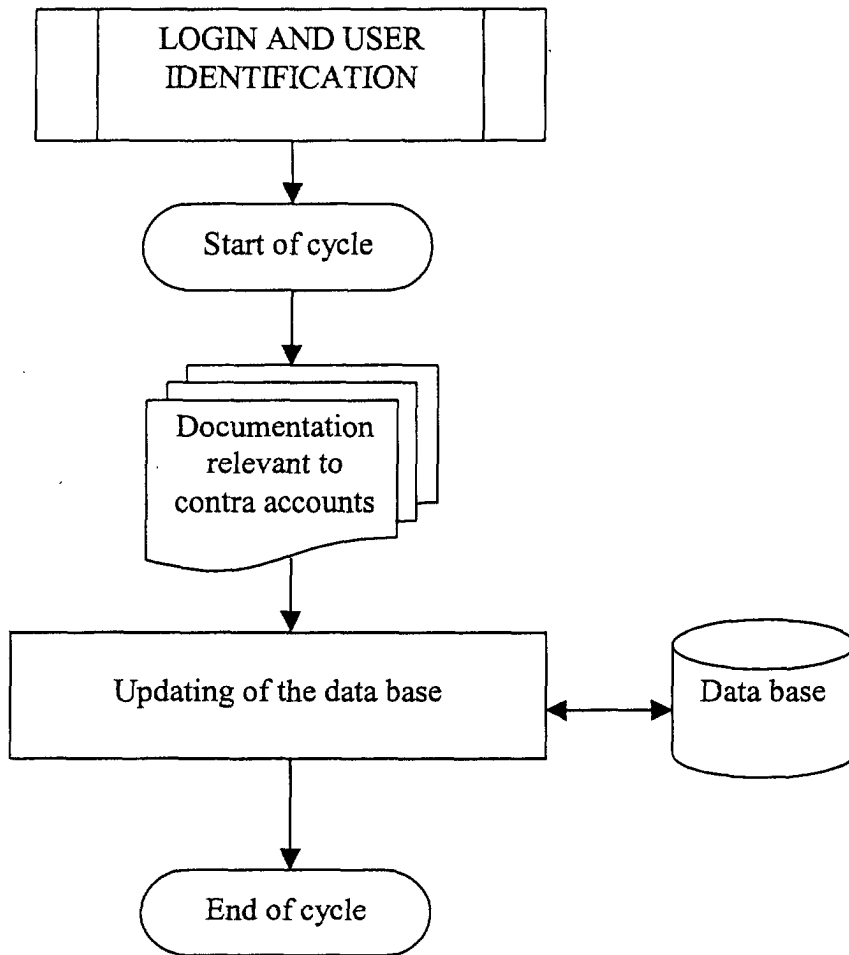 LOGIN AND USER
IDENTIFICATION
Start of cycle
Documentation
relevant to
contra accounts
Updating of the data base
Data base
End of cycle